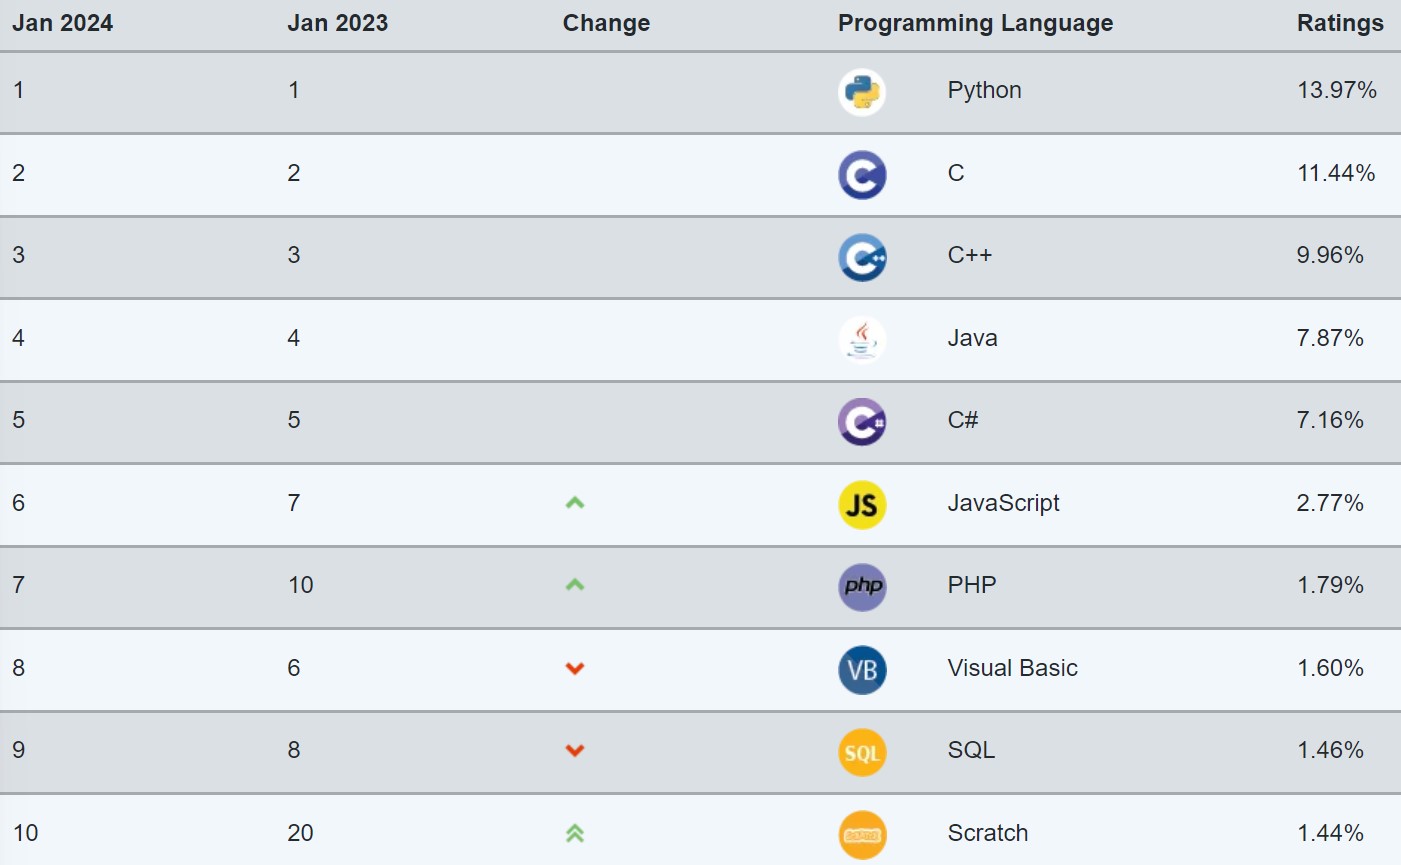 Jan 2024 Jan 2023 Change Programming Language Ratings
1 1 Python 13.97%
2 2 C C 11.44%
3 3 C++ C++ 9.96%
4 4 Java 7.87%
5 5 C# C# 7.16%
6 7 JS JavaScript 2.77%
7 10 php PHP 1.79%
8 6 VB Visual Basic 1.60%
9 8 SQL SQL 1.46%
10 20 Scratch 1.44%